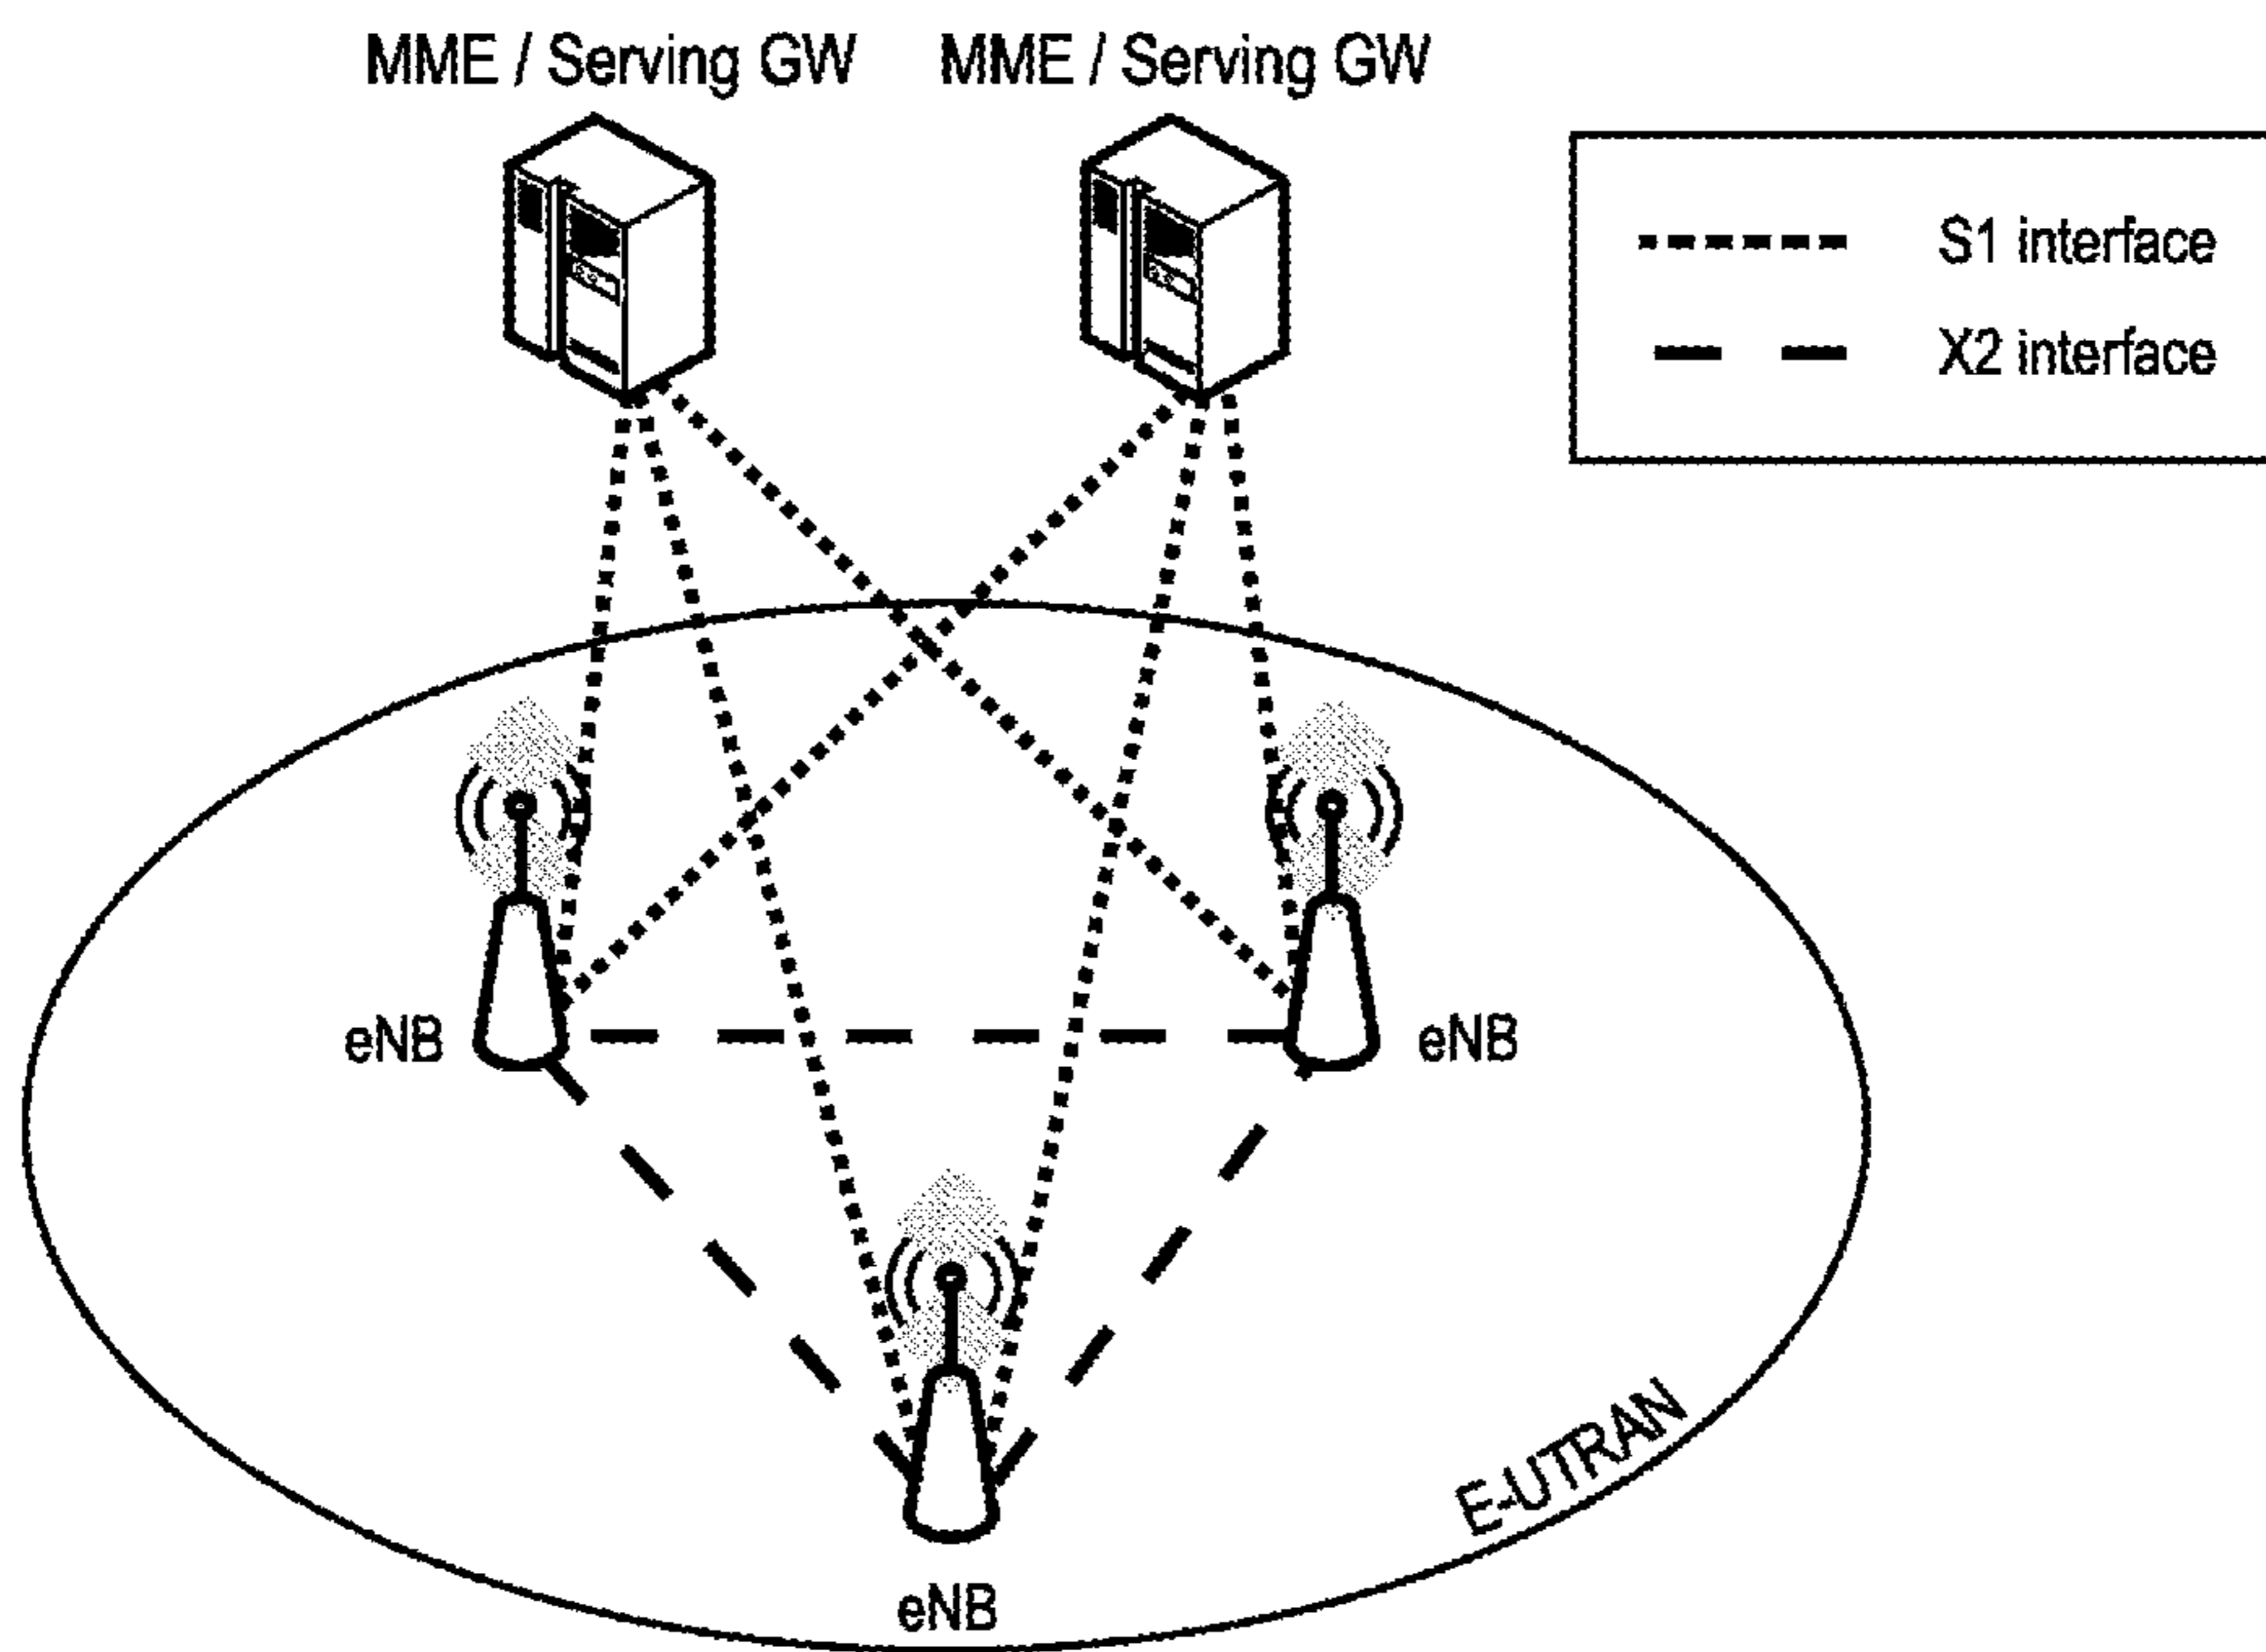 MME / Serving GW
MME / Serving GW
S1 interface
X2 interface
eNB
eNB
E-UTRAN
eNB